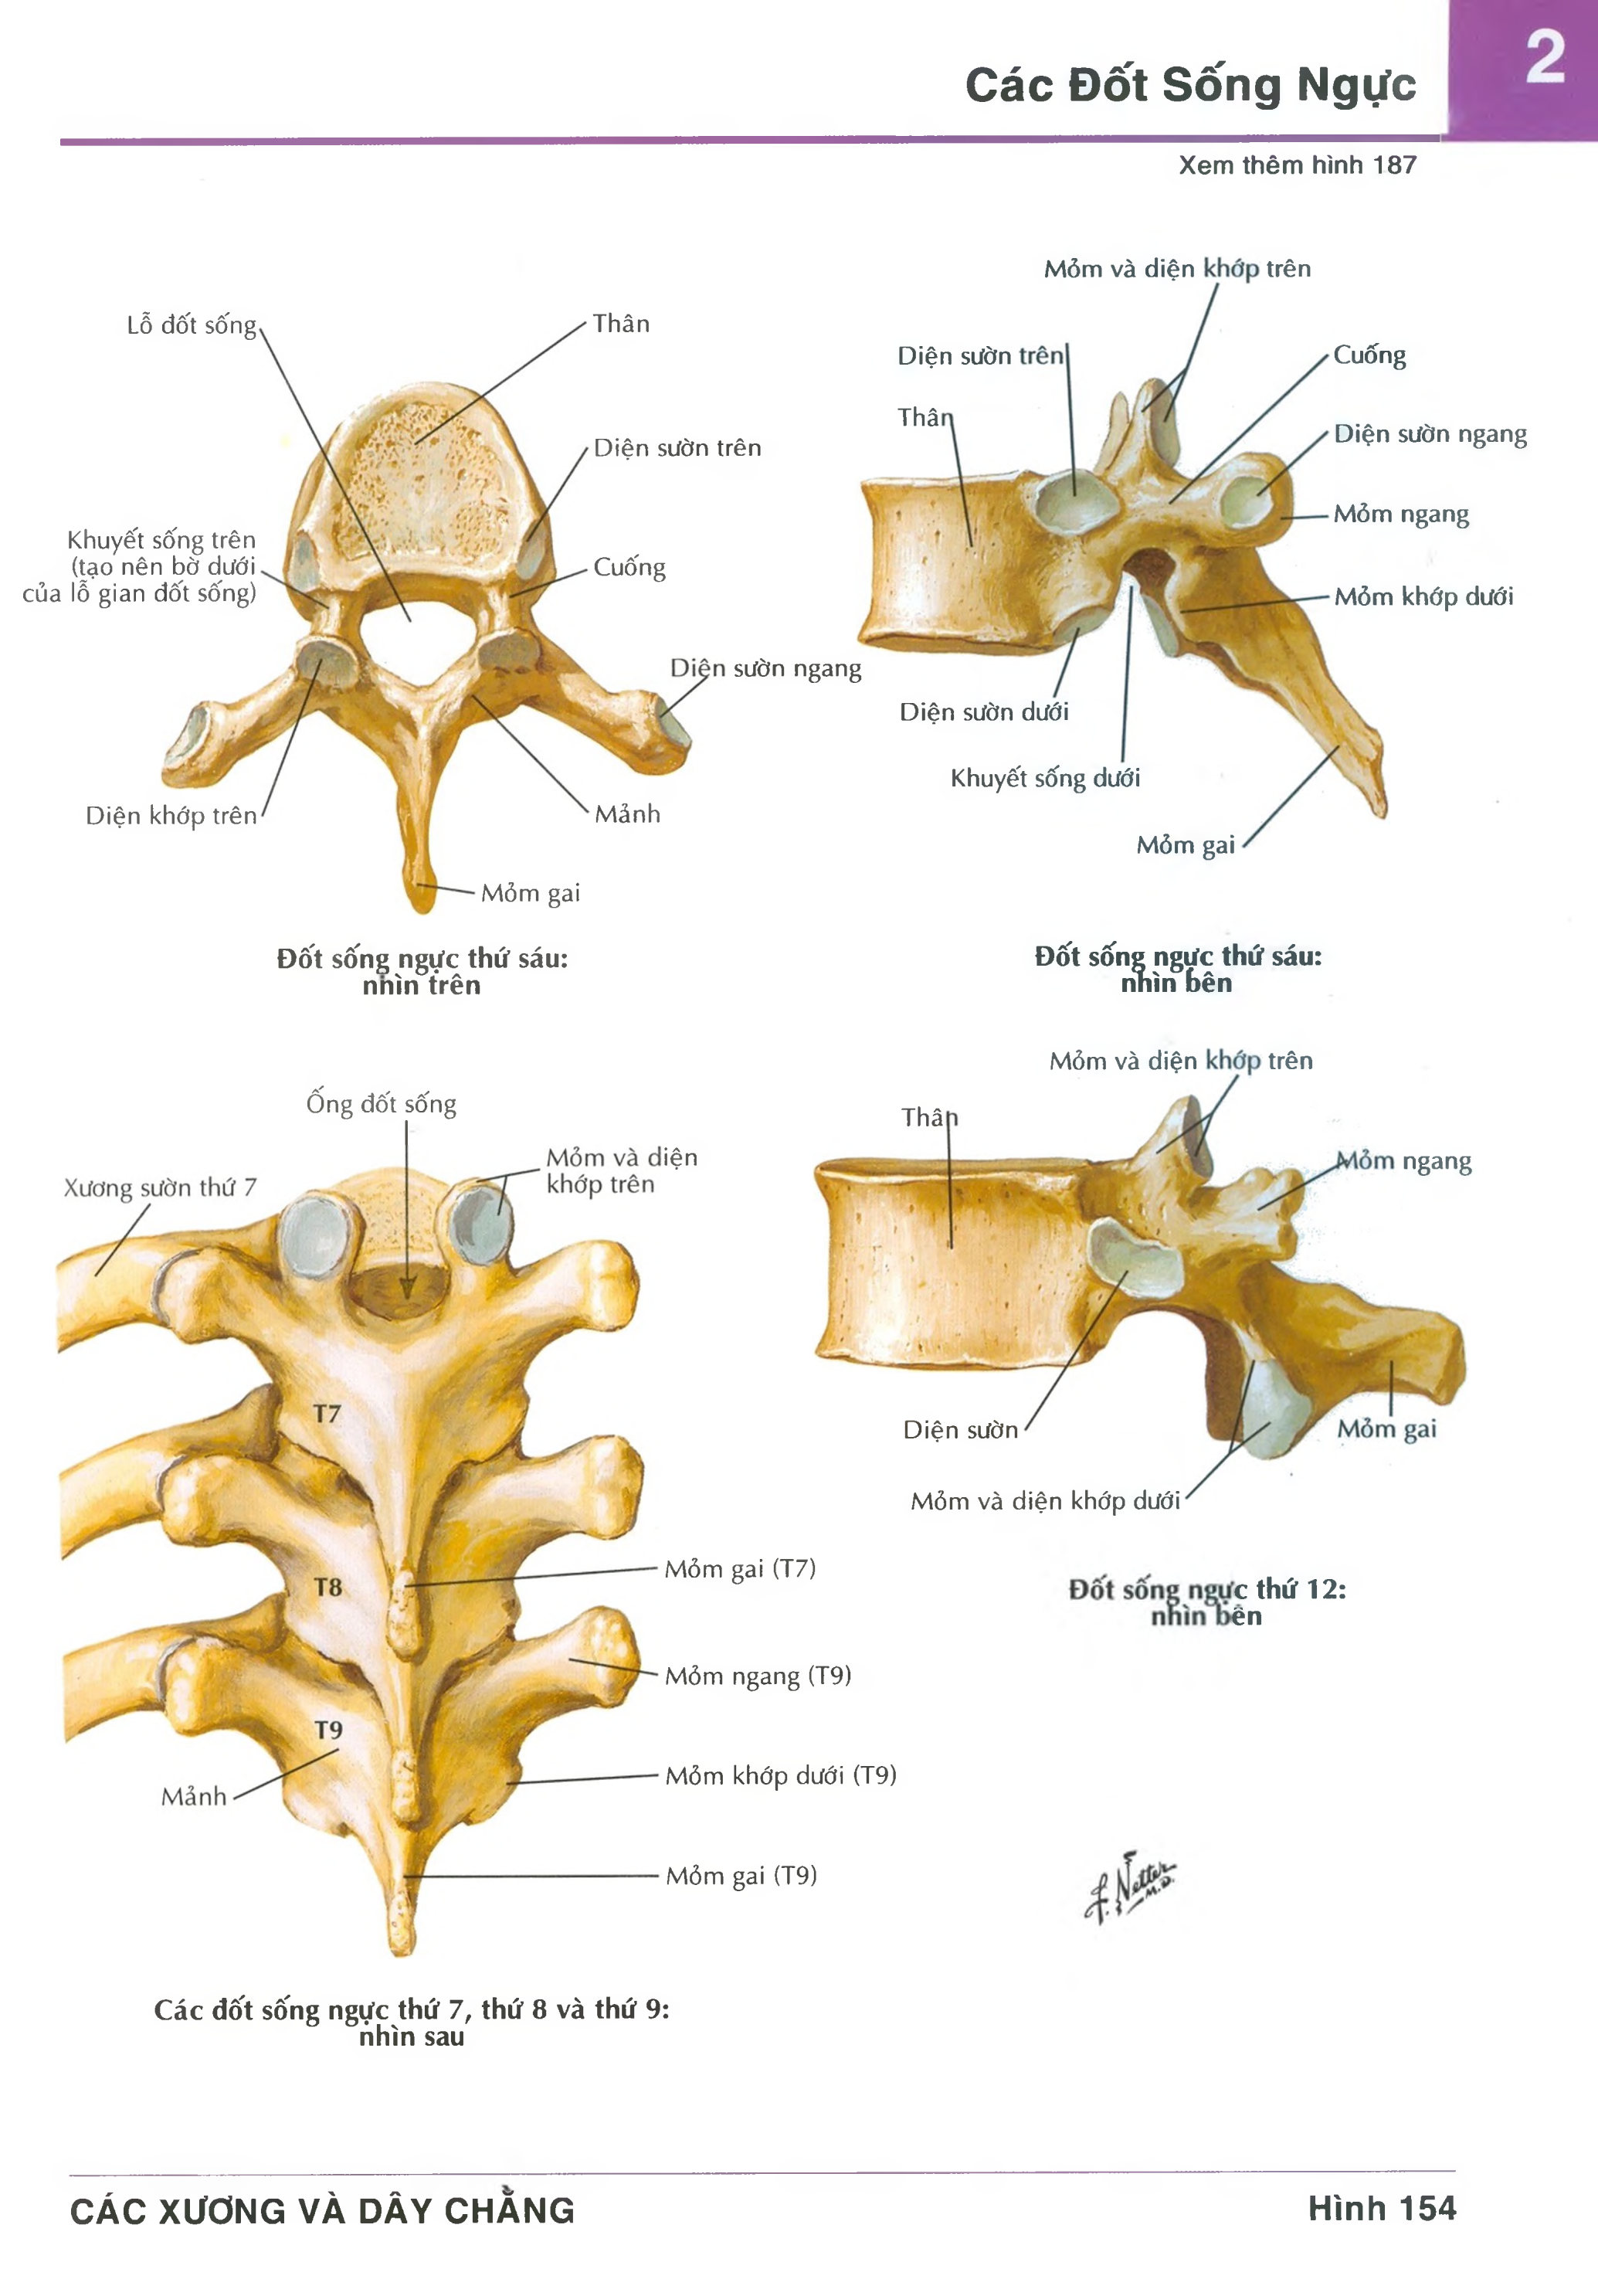 2
Các Đốt Sống Ngực
Xem thêm hình 187
Lỗ đốt sống
Thân
Diện sườn trên
Khuyết sống trên
(tạo nên bờ dưới
của lỗ gian đốt sống)
Cuống
Diện sườn ngang
Diện khớp trên
Mảnh
Mỏm gai
Đốt sống ngực thứ sáu:
nhìn trên
Mỏm và diện khớp trên
Diện sườn trên
Cuống
Thân
Diện sườn ngang
Mỏm ngang
Mỏm khớp dưới
Diện sườn dưới
Khuyết sống dưới
Mỏm gai
Đốt sống ngực thứ sáu:
nhìn bên
Ống đốt sống
Mỏm và diện
khớp trên
Xương sườn thứ 7
T7
T8
Mỏm gai (T7)
Mỏm ngang (T9)
T9
Mỏm khớp dưới (T9)
Mảnh
Mỏm gai (T9)
Các đốt sống ngực thứ 7, thứ 8 và thứ 9:
nhìn sau
Mỏm và diện khớp trên
Thân
Mỏm ngang
Diện sườn
Mỏm gai
Mỏm và diện khớp dưới
Đốt sống ngực thứ 12:
nhìn bên
F. Netter
M.D.
CÁC XƯƠNG VÀ DÂY CHẰNG
Hình 154